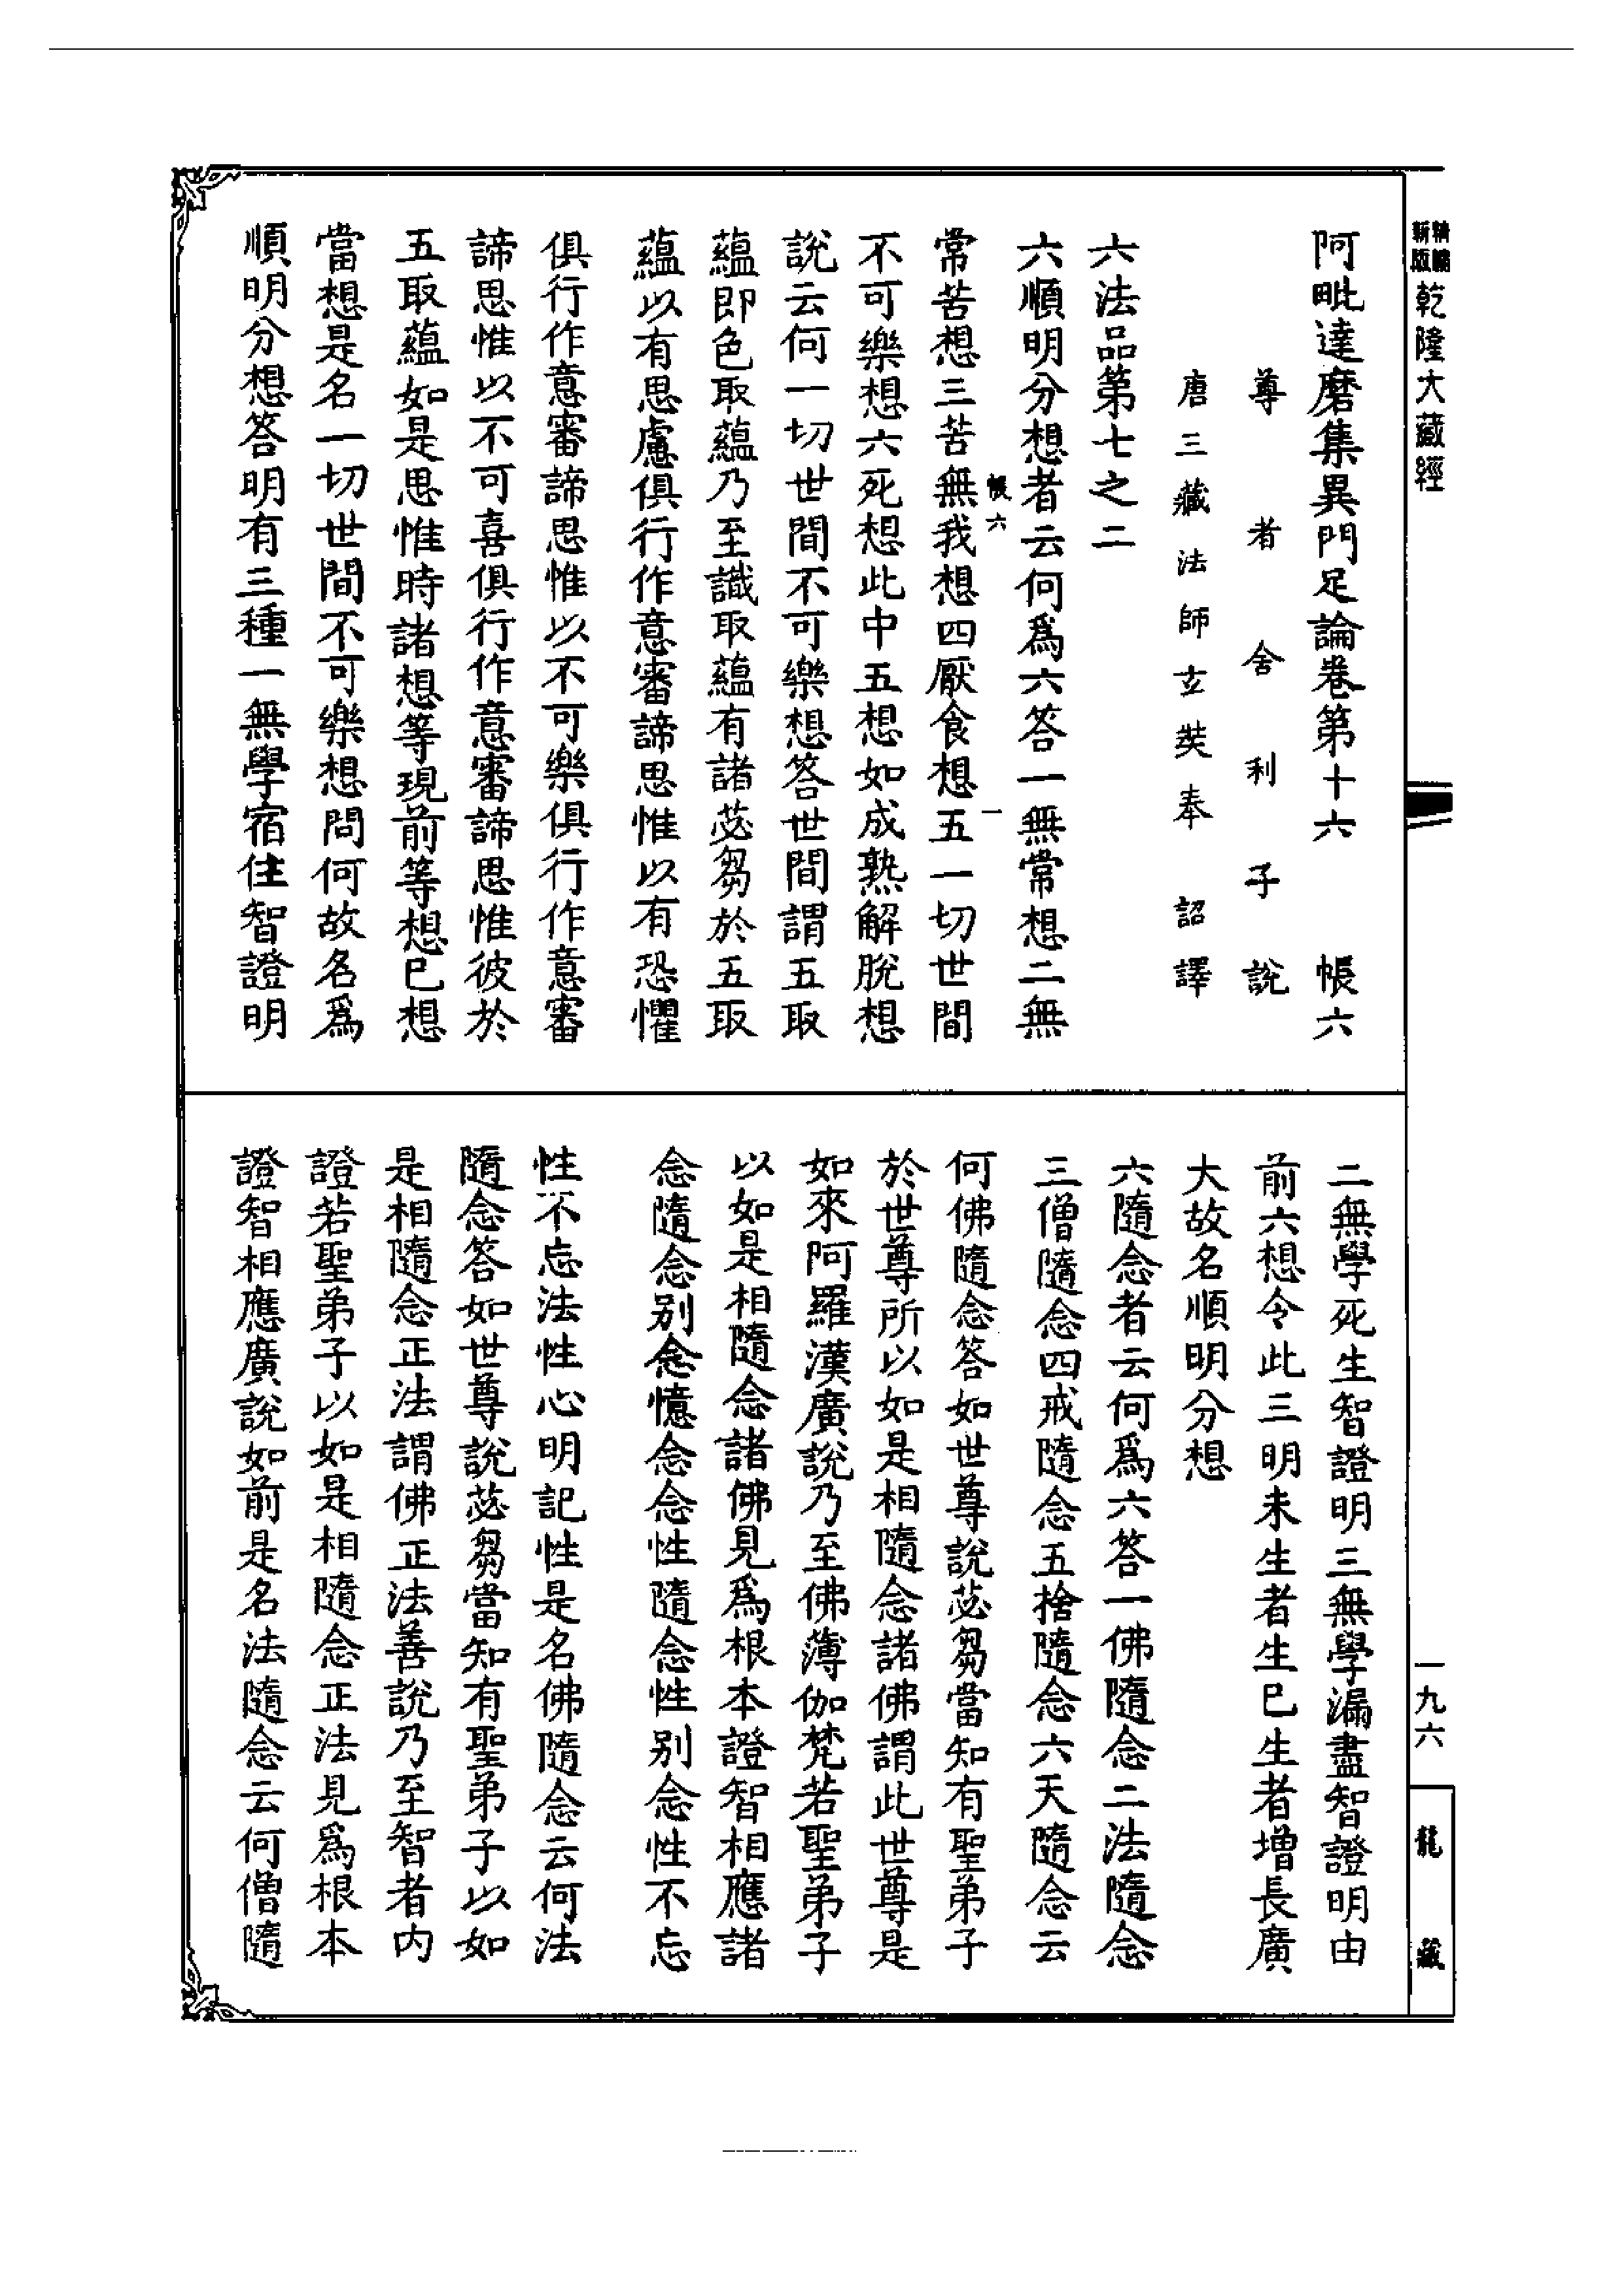 精編
新版
乾隆大藏經
阿毗達磨集異門足論卷第十六 帳六
尊者舍利子說
唐三藏法師玄奘奉 詔譯
六法品第七之二
六順明分想者云何爲六答一無常想二無
帳六 一
常苦想三苦無我想四厭食想五一切世間
不可樂想六死想此中五想如成熟解脫想
說云何一切世間不可樂想答世間謂五取
蘊即色取蘊乃至識取蘊有諸苾芻於五取
蘊以有思慮俱行作意審諦思惟以有恐懼
俱行作意審諦思惟以不可樂俱行作意審
諦思惟以不可喜俱行作意審諦思惟彼於
五取蘊如是思惟時諸想等現前等想已想
當想是名一切世間不可樂想問何故名爲
順明分想答明有三種一無學宿住智證明
二無學死生智證明三無學漏盡智證明由
前六想令此三明未生者生已生者增長廣
大故名順明分想
六隨念者云何爲六答一佛隨念二法隨念
三僧隨念四戒隨念五捨隨念六天隨念云
何佛隨念答如世尊說苾芻當知有聖弟子
於世尊所以如是相隨念諸佛謂此世尊是
如來阿羅漢廣說乃至佛薄伽梵若聖弟子
以如是相隨念諸佛見爲根本證智相應諸
念隨念別念憶念念性隨念性別念性不忘
性不忘法性心明記性是名佛隨念云何法
隨念答如世尊說苾芻當知有聖弟子以如
是相隨念正法謂佛正法善說乃至智者內
證若聖弟子以如是相隨念正法見爲根本
證智相應廣說如前是名法隨念云何僧隨
一九六
龍藏